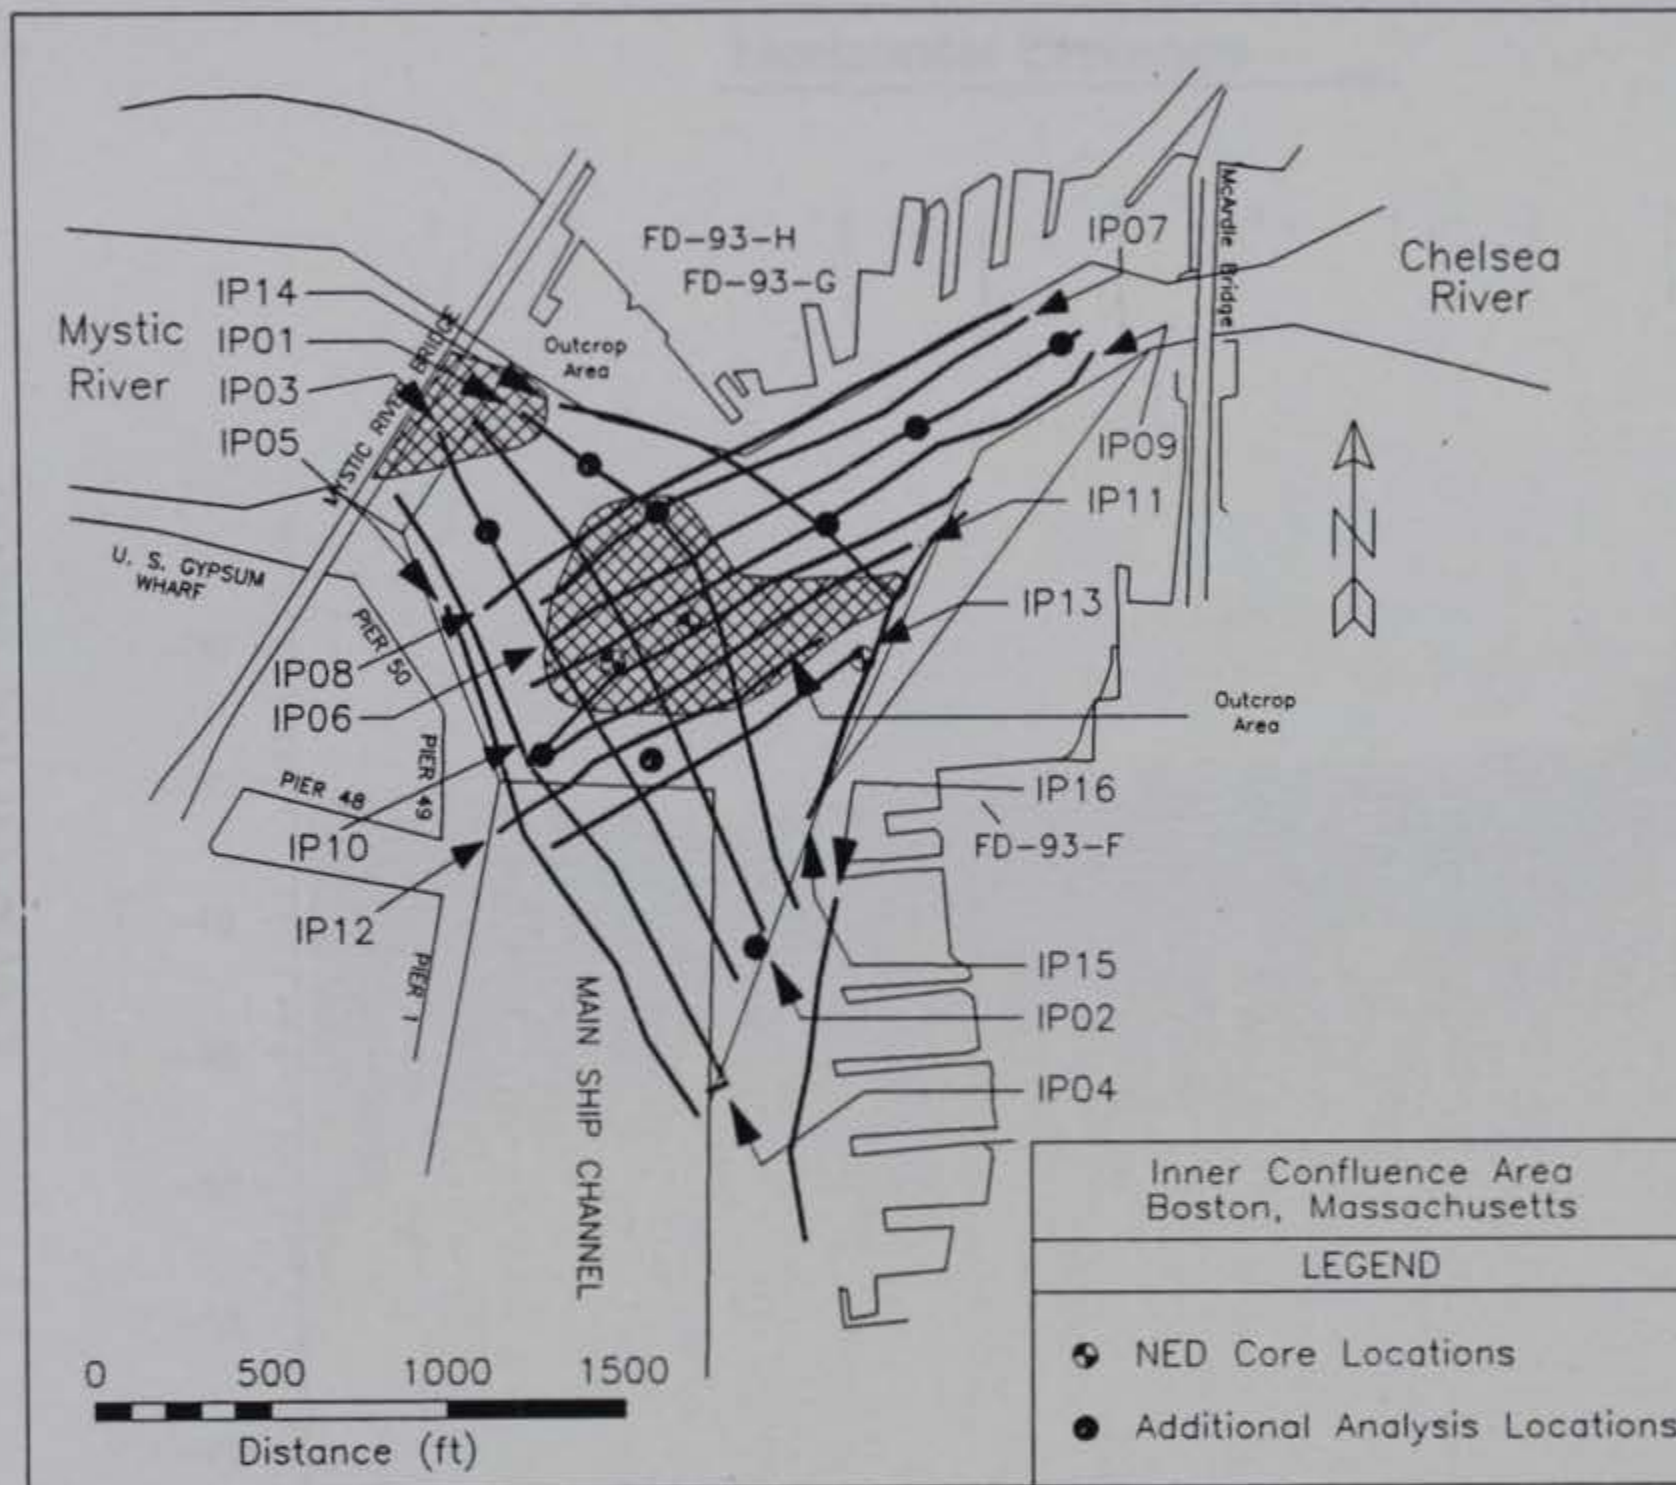 FD-93-H
FD-93-G
IP07
Chelsea
River
McArdle Bridge
IP14
Mystic
River
IP01
IP03
IP05
MYSTIC RIVER BRIDGE
Outcrop
Area
IP09
IP11
N
U. S. GYPSUM
WHARF
PIER 50
IP13
IP08
IP06
Outcrop
Area
PIER 49
PIER 48
IP16
FD-93-F
IP10
IP12
PIER 1
IP15
MAIN SHIP CHANNEL
IP02
IP04
Inner Confluence Area
Boston, Massachusetts
LEGEND
NED Core Locations
Additional Analysis Locations
0 500 1000 1500
Distance (ft)